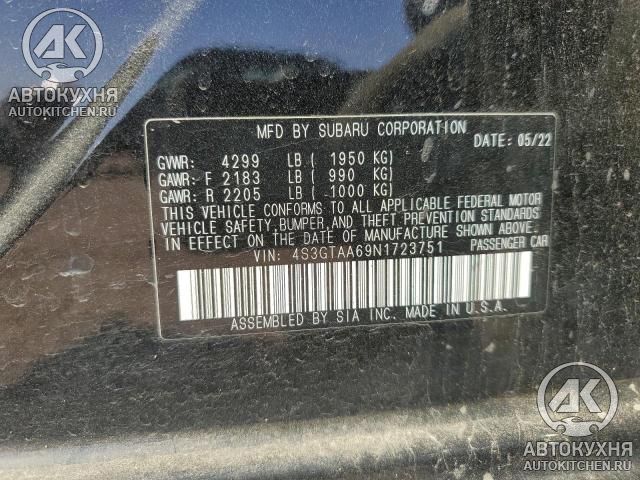 AK
АВТОКУХНЯ
AUTOKITCHEN.RU
MFD BY SUBARU CORPORATION
DATE: 05/22
GVWR: 4299 LB ( 1950 KG)
GAWR: F 2183 LB ( 990 KG)
GAWR: R 2205 LB ( 1000 KG)
THIS VEHICLE CONFORMS TO ALL APPLICABLE FEDERAL MOTOR
VEHICLE SAFETY, BUMPER, AND THEFT PREVENTION STANDARDS
IN EFFECT ON THE DATE OF MANUFACTURE SHOWN ABOVE.
VIN: 4S3GTAA69N1723751 PASSENGER CAR
ASSEMBLED BY SIA INC. MADE IN U.S.A.
AK
АВТОКУХНЯ
AUTOKITCHEN.RU